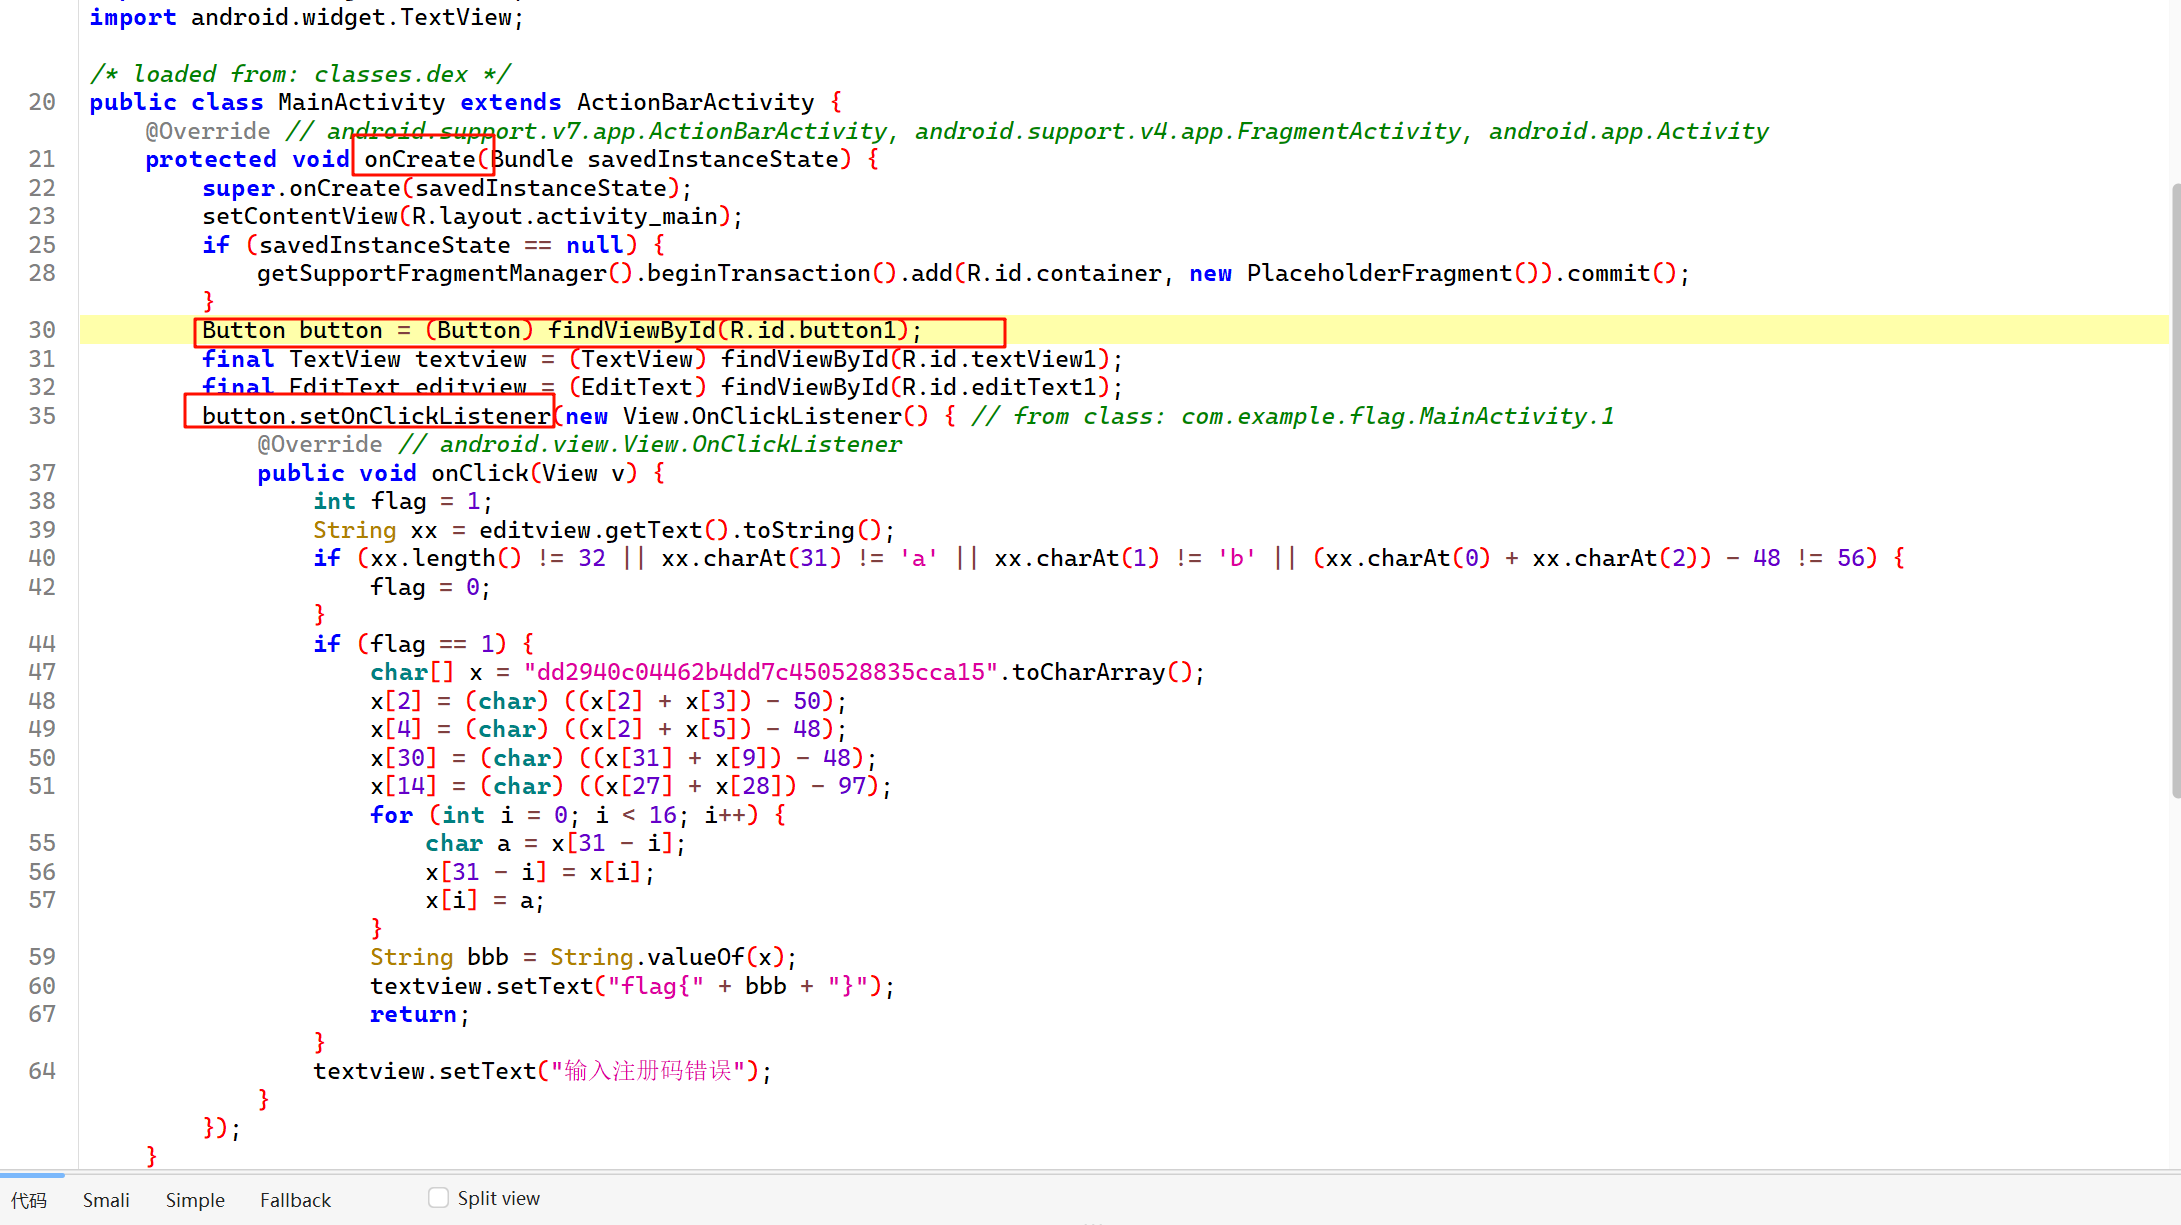 import android.widget.TextView;
/* loaded from: classes.dex */
20 public class MainActivity extends ActionBarActivity {
@Override // android.support.v7.app.ActionBarActivity, android.support.v4.app.FragmentActivity, android.app.Activity
21 protected void onCreate(Bundle savedInstanceState) {
22 super.onCreate(savedInstanceState);
23 setContentView(R.layout.activity_main);
25 if (savedInstanceState == null) {
28 getSupportFragmentManager().beginTransaction().add(R.id.container, new PlaceholderFragment()).commit();
}
30 Button button = (Button) findViewById(R.id.button1);
31 final TextView textview = (TextView) findViewById(R.id.textView1);
32 final EditText editview = (EditText) findViewById(R.id.editText1);
35 button.setOnClickListener(new View.OnClickListener() { // from class: com.example.flag.MainActivity.1
@Override // android.view.View.OnClickListener
37 public void onClick(View v) {
38 int flag = 1;
39 String xx = editview.getText().toString();
40 if (xx.length() != 32 || xx.charAt(31) != 'a' || xx.charAt(1) != 'b' || (xx.charAt(0) + xx.charAt(2)) - 48 != 56) {
42 flag = 0;
}
44 if (flag == 1) {
47 char[] x = "dd2940c04462b4dd7c450528835cca15".toCharArray();
48 x[2] = (char) ((x[2] + x[3]) - 50);
49 x[4] = (char) ((x[2] + x[5]) - 48);
50 x[30] = (char) ((x[31] + x[9]) - 48);
51 x[14] = (char) ((x[27] + x[28]) - 97);
for (int i = 0; i < 16; i++) {
55 char a = x[31 - i];
56 x[31 - i] = x[i];
57 x[i] = a;
}
59 String bbb = String.valueOf(x);
60 textview.setText("flag{" + bbb + "}");
67 return;
}
64 textview.setText("输入注册码错误");
}
});
}
代码 Smali Simple Fallback Split view